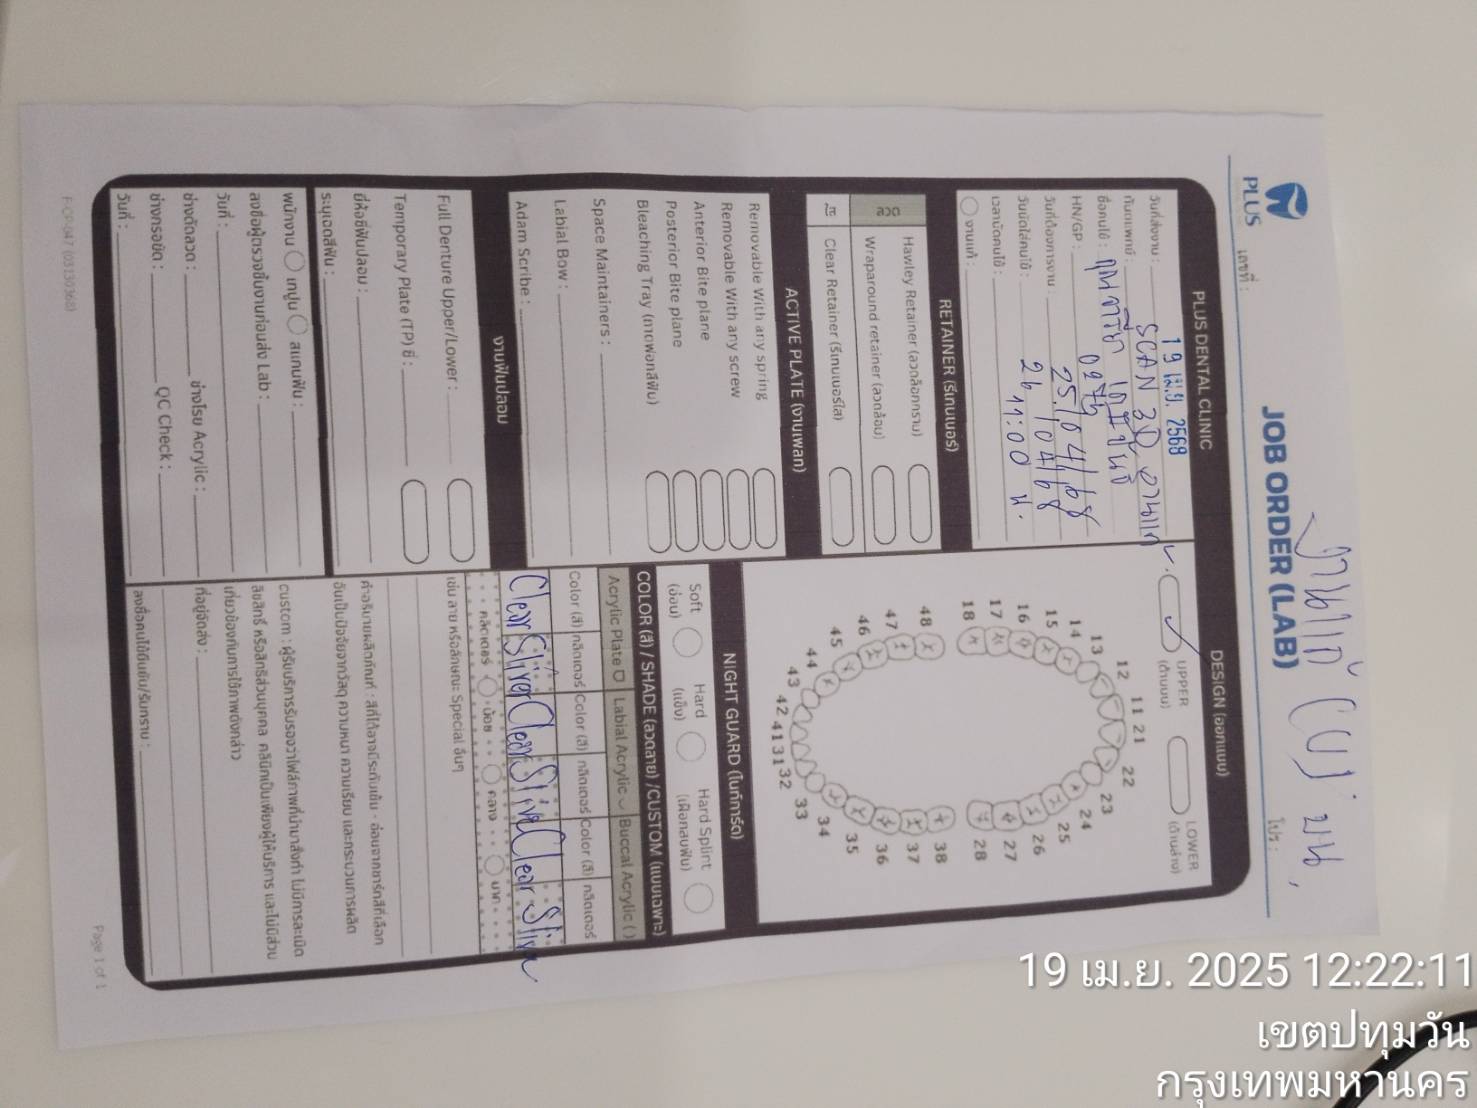 งานแก้ (U) บน,
PLUS
JOB ORDER (LAB)
เลขที่ :
โปร :
PLUS DENTAL CLINIC
วันที่ส่งงาน : 19 เม.ย. 2568
ทันตแพทย์ : SCAN 3D งานแก้
ชื่อคนไข้ :
HN/GP :
วันที่ต้องการงาน : 25/04/68
วันนัดใส่คนไข้ : 26/04/68
เวลานัดคนไข้ : 11:00 น.
งานแก้ :
RETAINER (รีเทนเนอร์)
ลวด
Hawley Retainer (ลวดล็อกกราม)
Wraparound retainer (ลวดล้อม)
ใส
Clear Retainer (รีเทนเนอร์ใส)
ACTIVE PLATE (งานเพลท)
Removable With any spring
Removable With any screw
Anterior Bite plane
Posterior Bite plane
Bleaching Tray (ถาดฟอกสีฟัน)
Space Maintainers :
Labial Bow :
Adam Scribe :
งานฟันปลอม
Full Denture Upper/Lower :
Temporary Plate (TP) ซี่ :
ยี่ห้อซี่ฟันปลอม :
ระบุเฉดสีฟัน :
พนักงาน เทปูน สแกนฟัน :
ลงชื่อผู้ตรวจชิ้นงานก่อนส่ง Lab :
วันที่ :
ช่างดัดลวด : ช่างโรย Acrylic :
ช่างกรอขัด : QC Check :
วันที่ :
DESIGN (ออกแบบ)
UPPER (ด้านบน)
LOWER (ด้านล่าง)
18 17 16 15 14 13 12 11 21 22 23 24 25 26 27 28
48 47 46 45 44 43 42 41 31 32 33 34 35 36 37 38
NIGHT GUARD (ไนท์การ์ด)
Soft (อ่อน)
Hard (แข็ง)
Hard Splint (เฝือกสบฟัน)
COLOR (สี) / SHADE (ลวดลาย) /CUSTOM (แบบเฉพาะ)
Acrylic Plate Labial Acrylic Buccal Acrylic ( )
Color (สี) กลิตเตอร์ Color (สี) กลิตเตอร์ Color (สี) กลิตเตอร์
Clear Sliver Clear Sliver Clear Sliver
กลิตเตอร์ น้อย กลาง มาก
เช่น ลาย หรือลักษณะ Special อื่นๆ
คำอธิบายผลิตภัณฑ์ : สีที่ได้อาจมีระดับเข้ม - อ่อนจากชาร์ทสีที่เลือก
อันเป็นปัจจัยจากวัสดุ ความหนา ความเรียบ และกระบวนการผลิต
custom : ผู้รับบริการรับรองว่าไฟล์ภาพที่นำมาสั่งทำ ไม่มีการละเมิด
ลิขสิทธิ์ หรือสิทธิส่วนบุคคล คลินิกเป็นเพียงผู้ให้บริการ และไม่มีส่วน
เกี่ยวข้องกับการใช้ภาพดังกล่าว
ที่อยู่จัดส่ง :
ลงชื่อคนไข้ยืนยัน/รับทราบ :
F-OP-047 (03130368)
Page 1 of 1
19 เม.ย. 2025 12:22:11
เขตปทุมวัน
กรุงเทพมหานคร